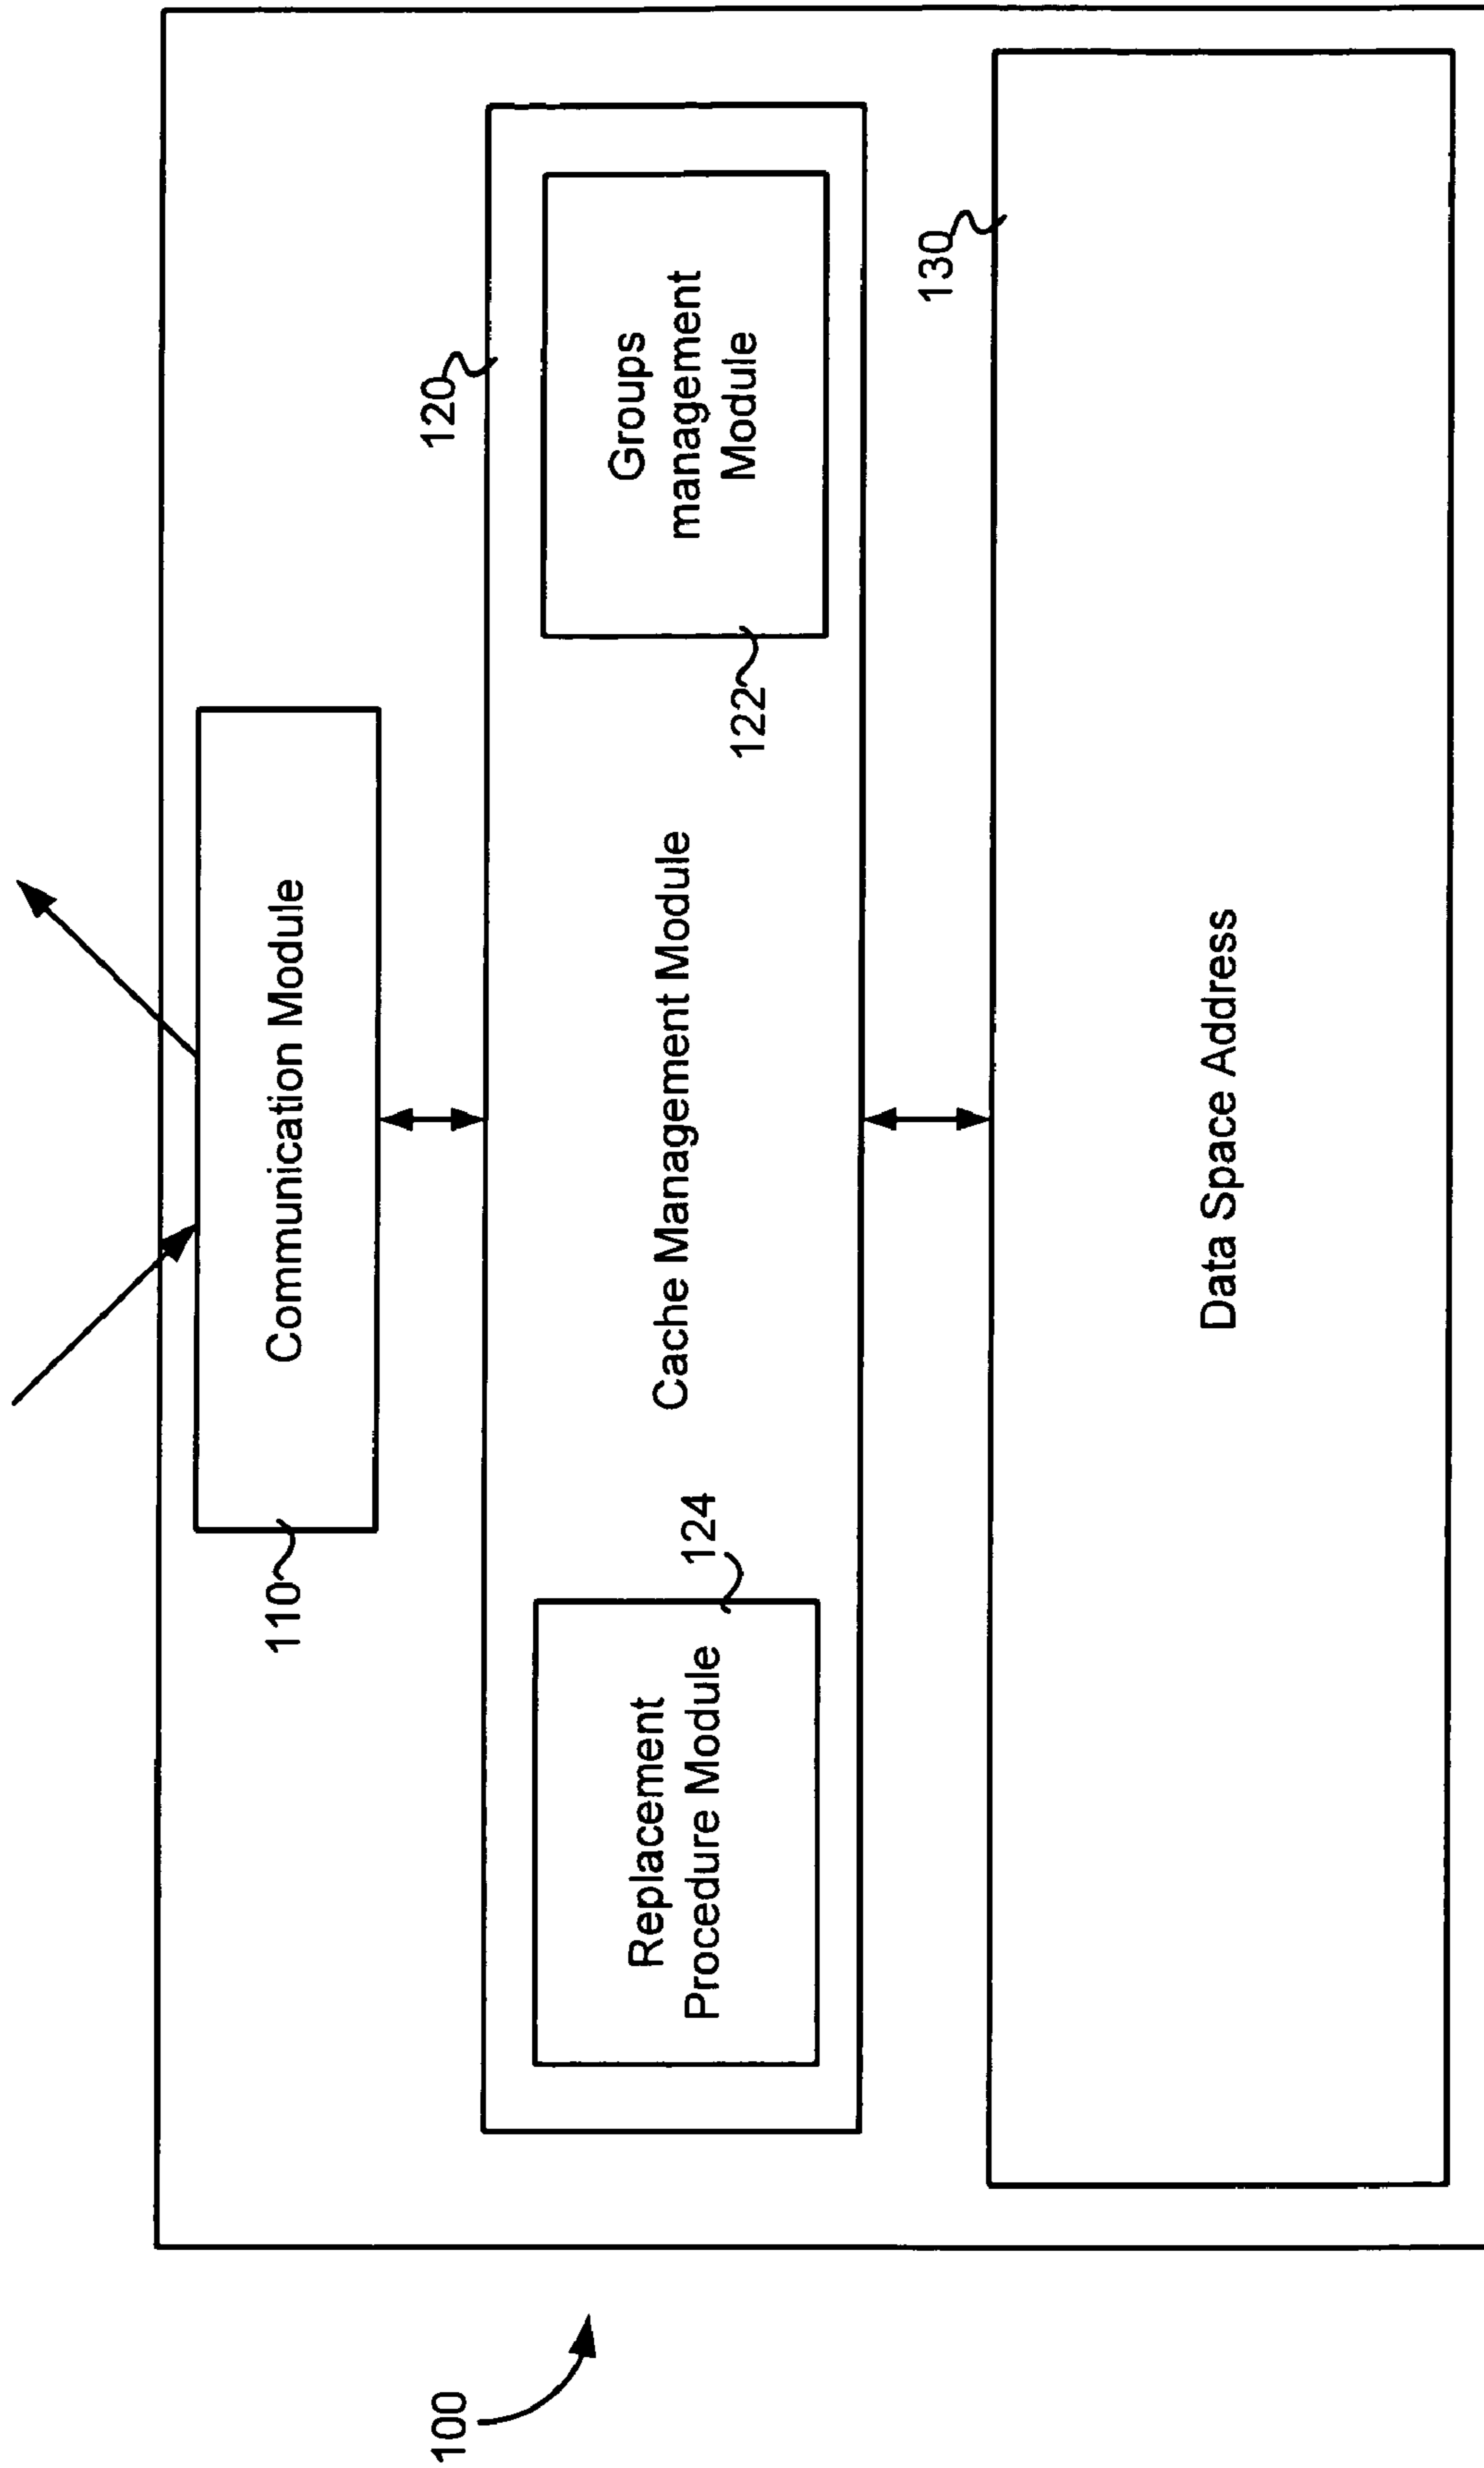 100
110
Communication Module
120
Replacement
Procedure Module
124
Cache Management Module
122
Groups
management
Module
130
Data Space Address